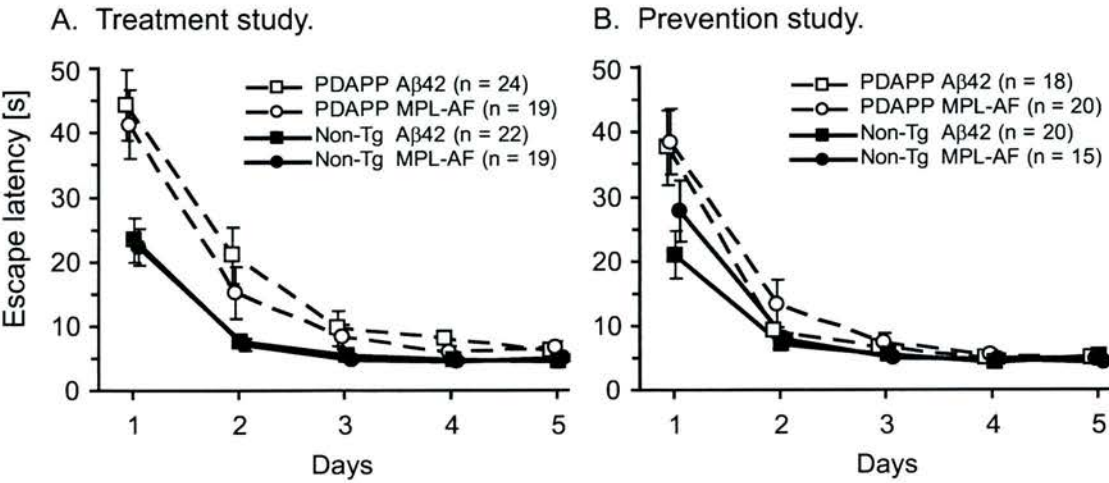 A. Treatment study.
Escape latency [s]
50
40
30
20
10
0
PDAPP Aβ42 (n = 24)
PDAPP MPL-AF (n = 19)
Non-Tg Aβ42 (n = 22)
Non-Tg MPL-AF (n = 19)
1 2 3 4 5
Days
B. Prevention study.
50
40
30
20
10
0
PDAPP Aβ42 (n = 18)
PDAPP MPL-AF (n = 20)
Non-Tg Aβ42 (n = 20)
Non-Tg MPL-AF (n = 15)
1 2 3 4 5
Days